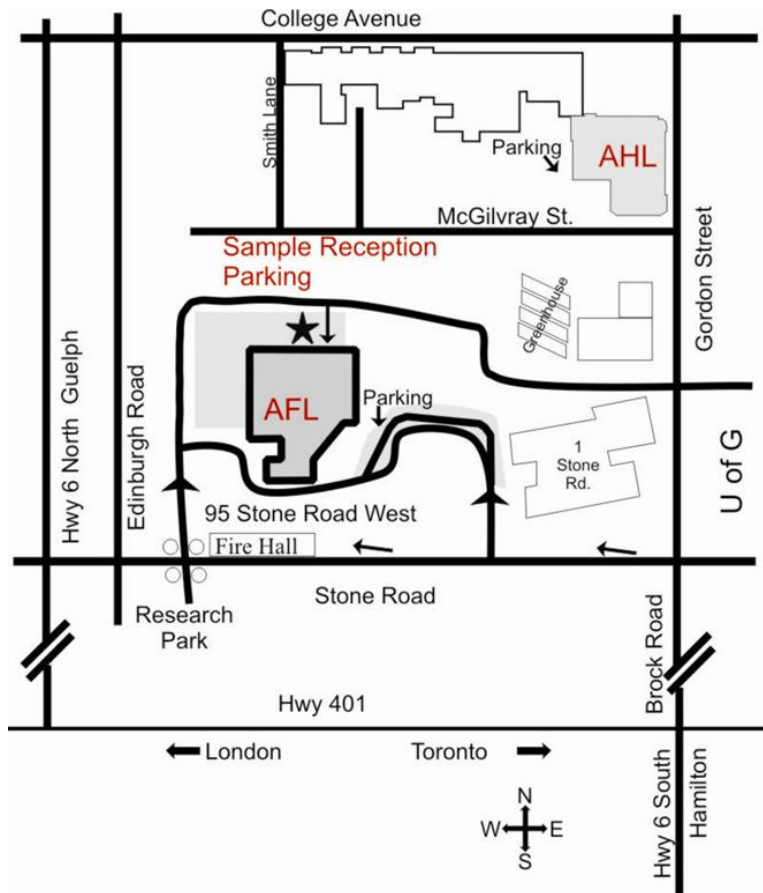 College Avenue
Smith Lane
Parking
AHL
McGilvray St.
Sample Reception
Parking
Greenhouse
Gordon Street
Hwy 6 North Guelph
Edinburgh Road
AFL
Parking
1
Stone
Rd.
U of G
95 Stone Road West
Fire Hall
Stone Road
Research
Park
Brock Road
Hwy 401
London
Toronto
N
W E
S
Hwy 6 South
Hamilton